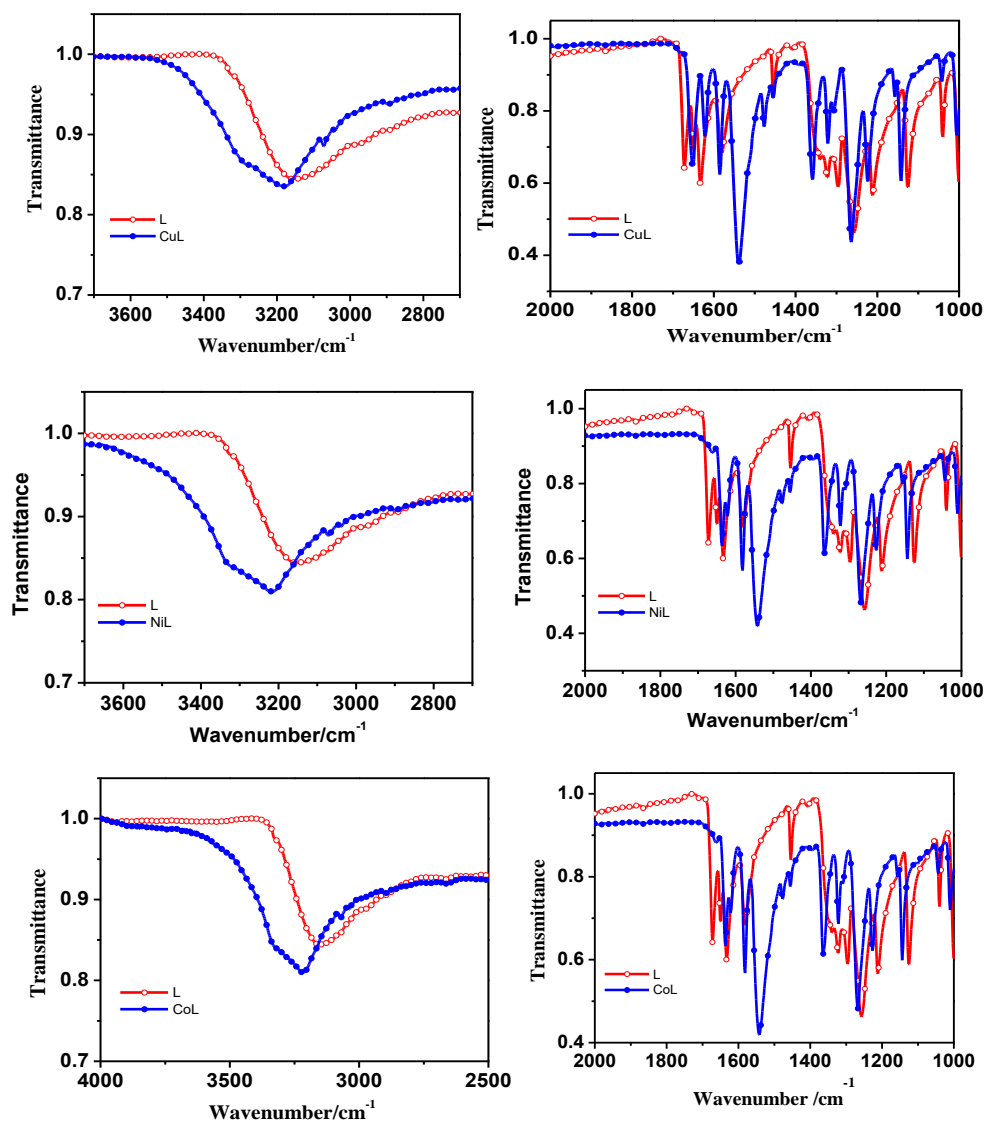 1.0
0.9
0.8
0.7
Transmittance
L
CuL
3600 3400 3200 3000 2800
Wavenumber/cm-1
1.0
0.8
0.6
0.4
Transmittance
L
CuL
2000 1800 1600 1400 1200 1000
Wavenumber/cm-1
1.0
0.9
0.8
0.7
Transmittance
L
NiL
3600 3400 3200 3000 2800
Wavenumber/cm-1
1.0
0.8
0.6
0.4
Transmittance
L
NiL
2000 1800 1600 1400 1200 1000
Wavenumber/cm-1
1.0
0.9
0.8
0.7
Transmittance
L
CoL
4000 3500 3000 2500
Wavenumber/cm-1
1.0
0.8
0.6
0.4
Transmittance
L
CoL
2000 1800 1600 1400 1200 1000
Wavenumber /cm-1